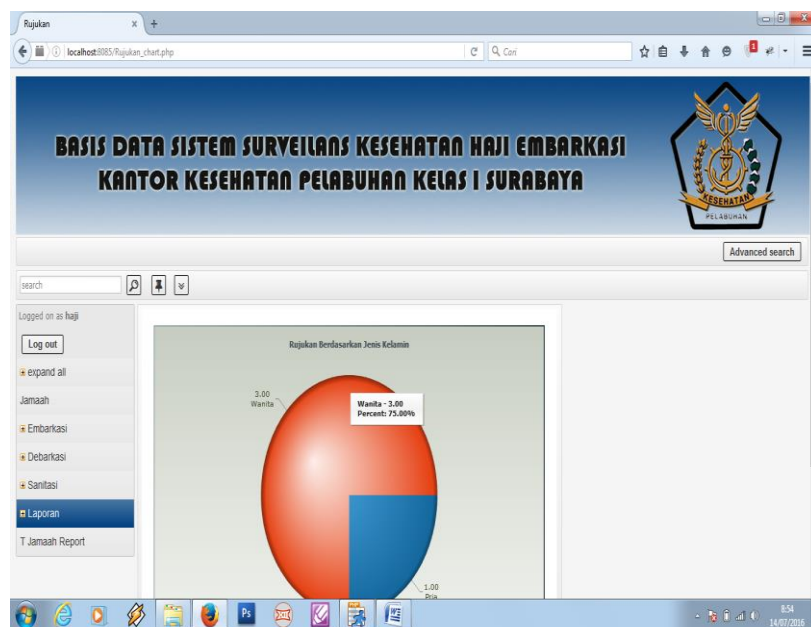 Rujukan
localhost:8085/Rujukan_chart.php
Cari
1
BASIS DATA SISTEM SURVEILANS KESEHATAN HAJI EMBARKASI
KANTOR KESEHATAN PELABUHAN KELAS I SURABAYA
KESEHATAN
PELABUHAN
Advanced search
search
Logged on as haji
Log out
expand all
Jamaah
Embarkasi
Debarkasi
Sanitasi
Laporan
T Jamaah Report
Rujukan Berdasarkan Jenis Kelamin
3.00
Wanita
Wanita - 3.00
Percent: 75.00%
1.00
Pria
Ps
8:54
14/07/2016